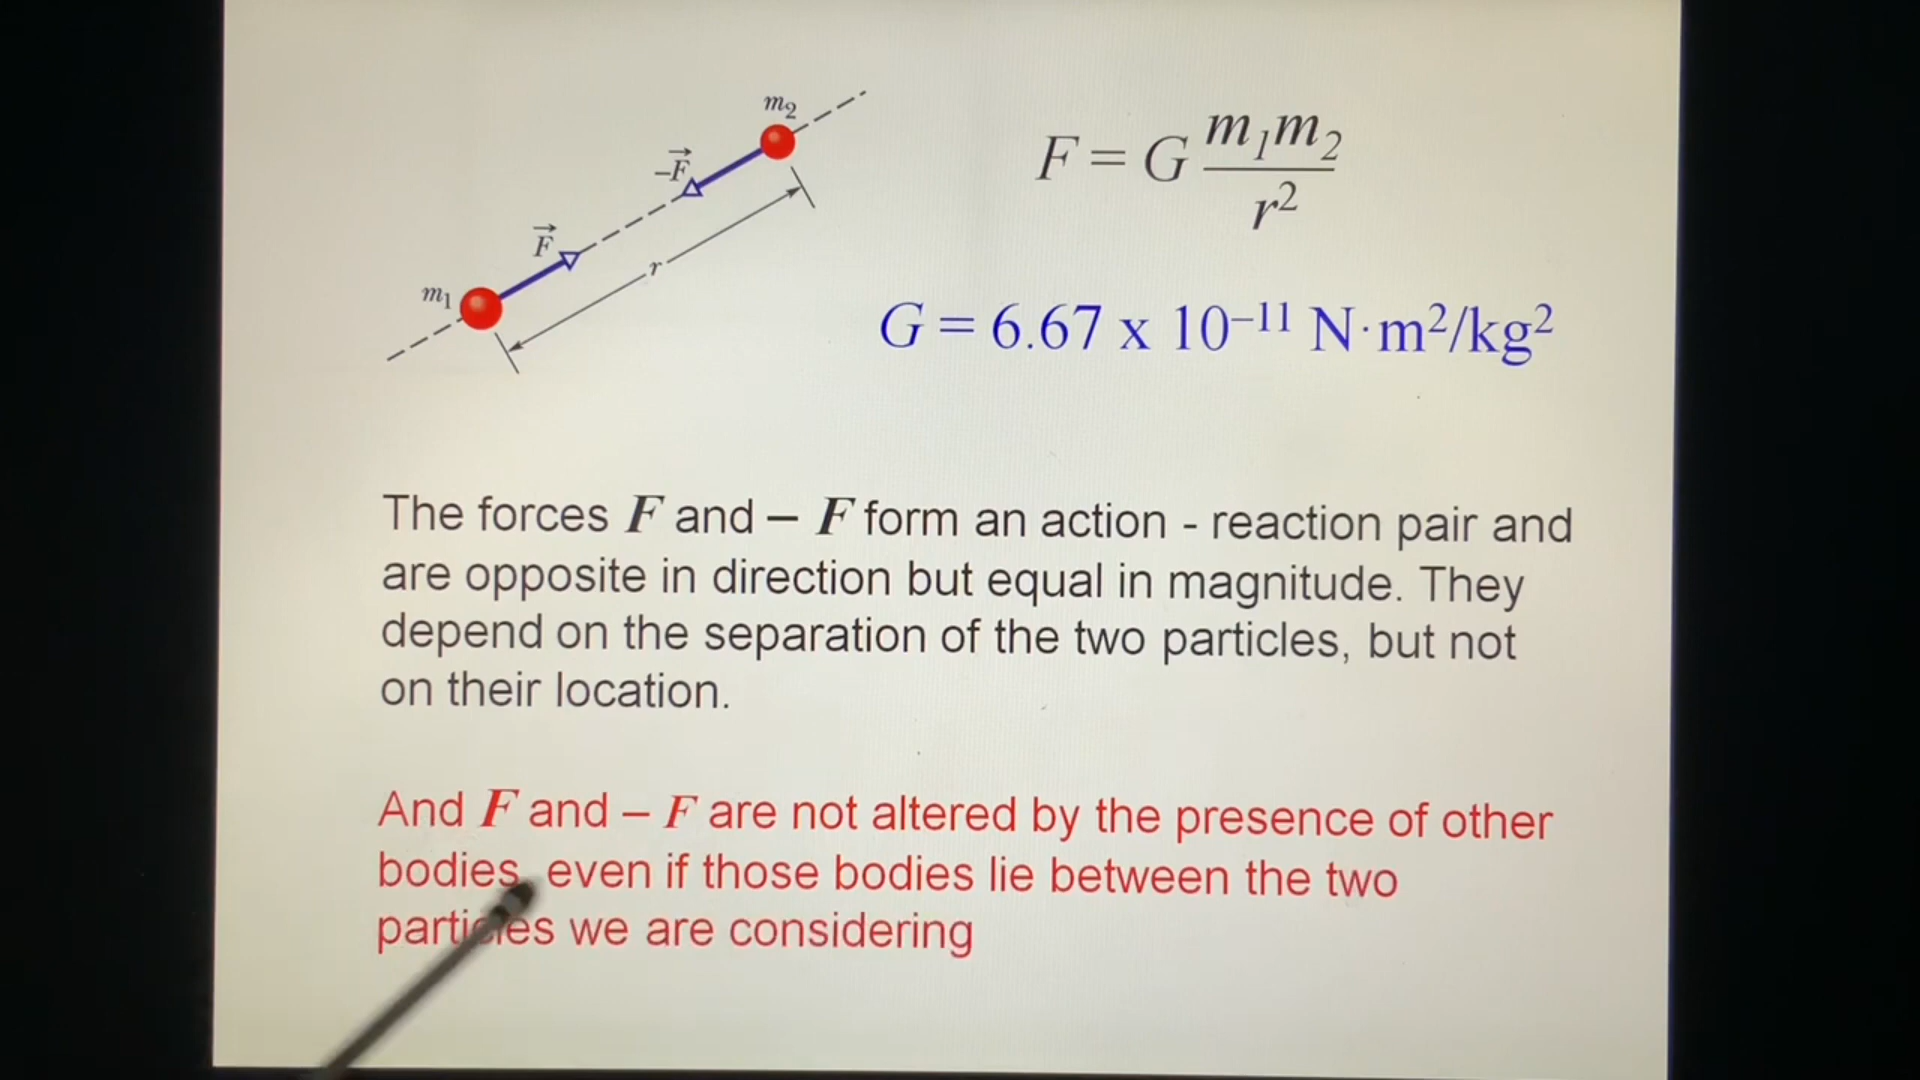 m₂
F = G m₁m₂ / r²
–F⃗
F⃗
r
m₁
G = 6.67 x 10⁻¹¹ N·m²/kg²
The forces F and – F form an action - reaction pair and
are opposite in direction but equal in magnitude. They
depend on the separation of the two particles, but not
on their location.
And F and – F are not altered by the presence of other
bodies, even if those bodies lie between the two
particles we are considering